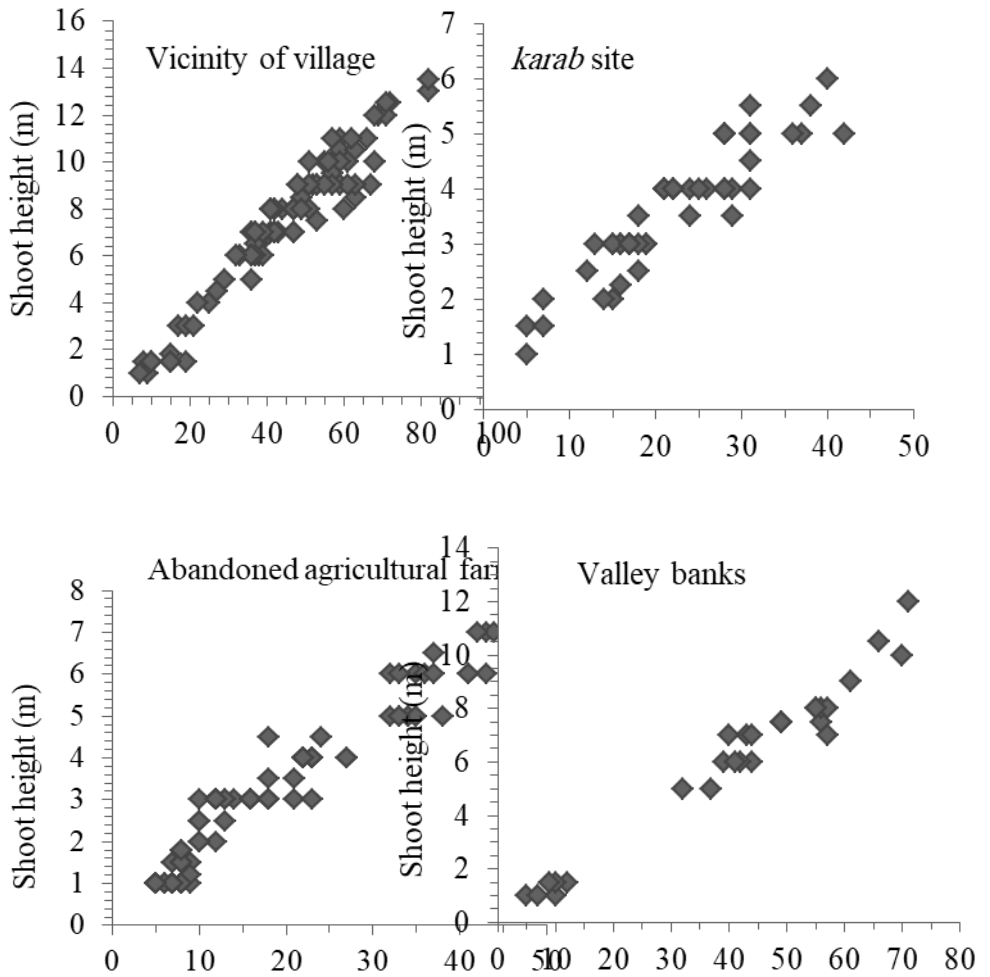 16
14
12
10
8
6
4
2
0
Shoot height (m)
Vicinity of village
0 20 40 60 80 100
7
6
5
4
3
2
1
0
Shoot height (m)
karab site
0 10 20 30 40 50
8
7
6
5
4
3
2
1
0
Shoot height (m)
Abandoned agricultural
0 10 20 30 40 50
14
12
10
8
6
4
2
0
Shoot height (m)
Valley banks
0 10 20 30 40 50 60 70 80